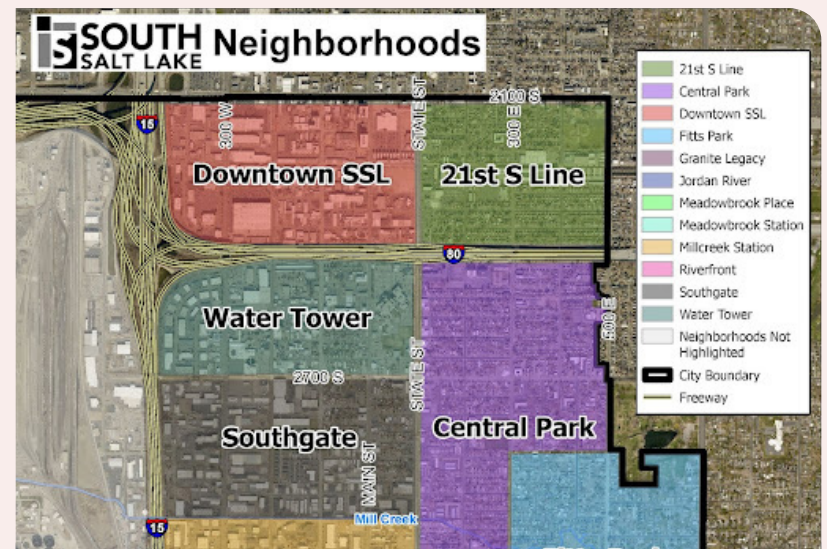 SOUTH
SALT LAKE
Neighborhoods
21st S Line
Central Park
Downtown SSL
Fitts Park
Granite Legacy
Jordan River
Meadowbrook Place
Meadowbrook Station
Millcreek Station
Riverfront
Southgate
Water Tower
Neighborhoods Not
Highlighted
City Boundary
Freeway
2100 S
15
300 W
STATE ST
300 E
Downtown SSL
21st S Line
80
Water Tower
500 E
2700 S
STATE ST
Southgate
Central Park
MAIN ST
Mill Creek
15